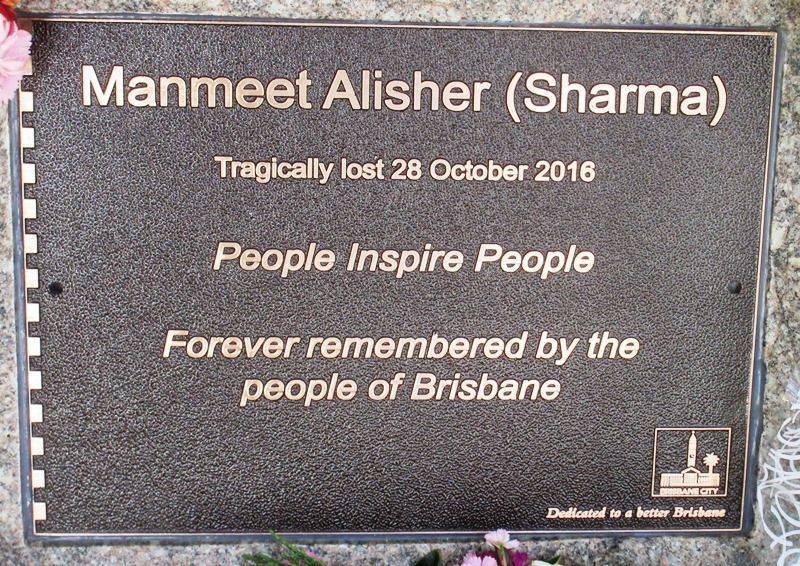 Manmeet Alisher (Sharma)
Tragically lost 28 October 2016
People Inspire People
Forever remembered by the
people of Brisbane
BRISBANE CITY
Dedicated to a better Brisbane